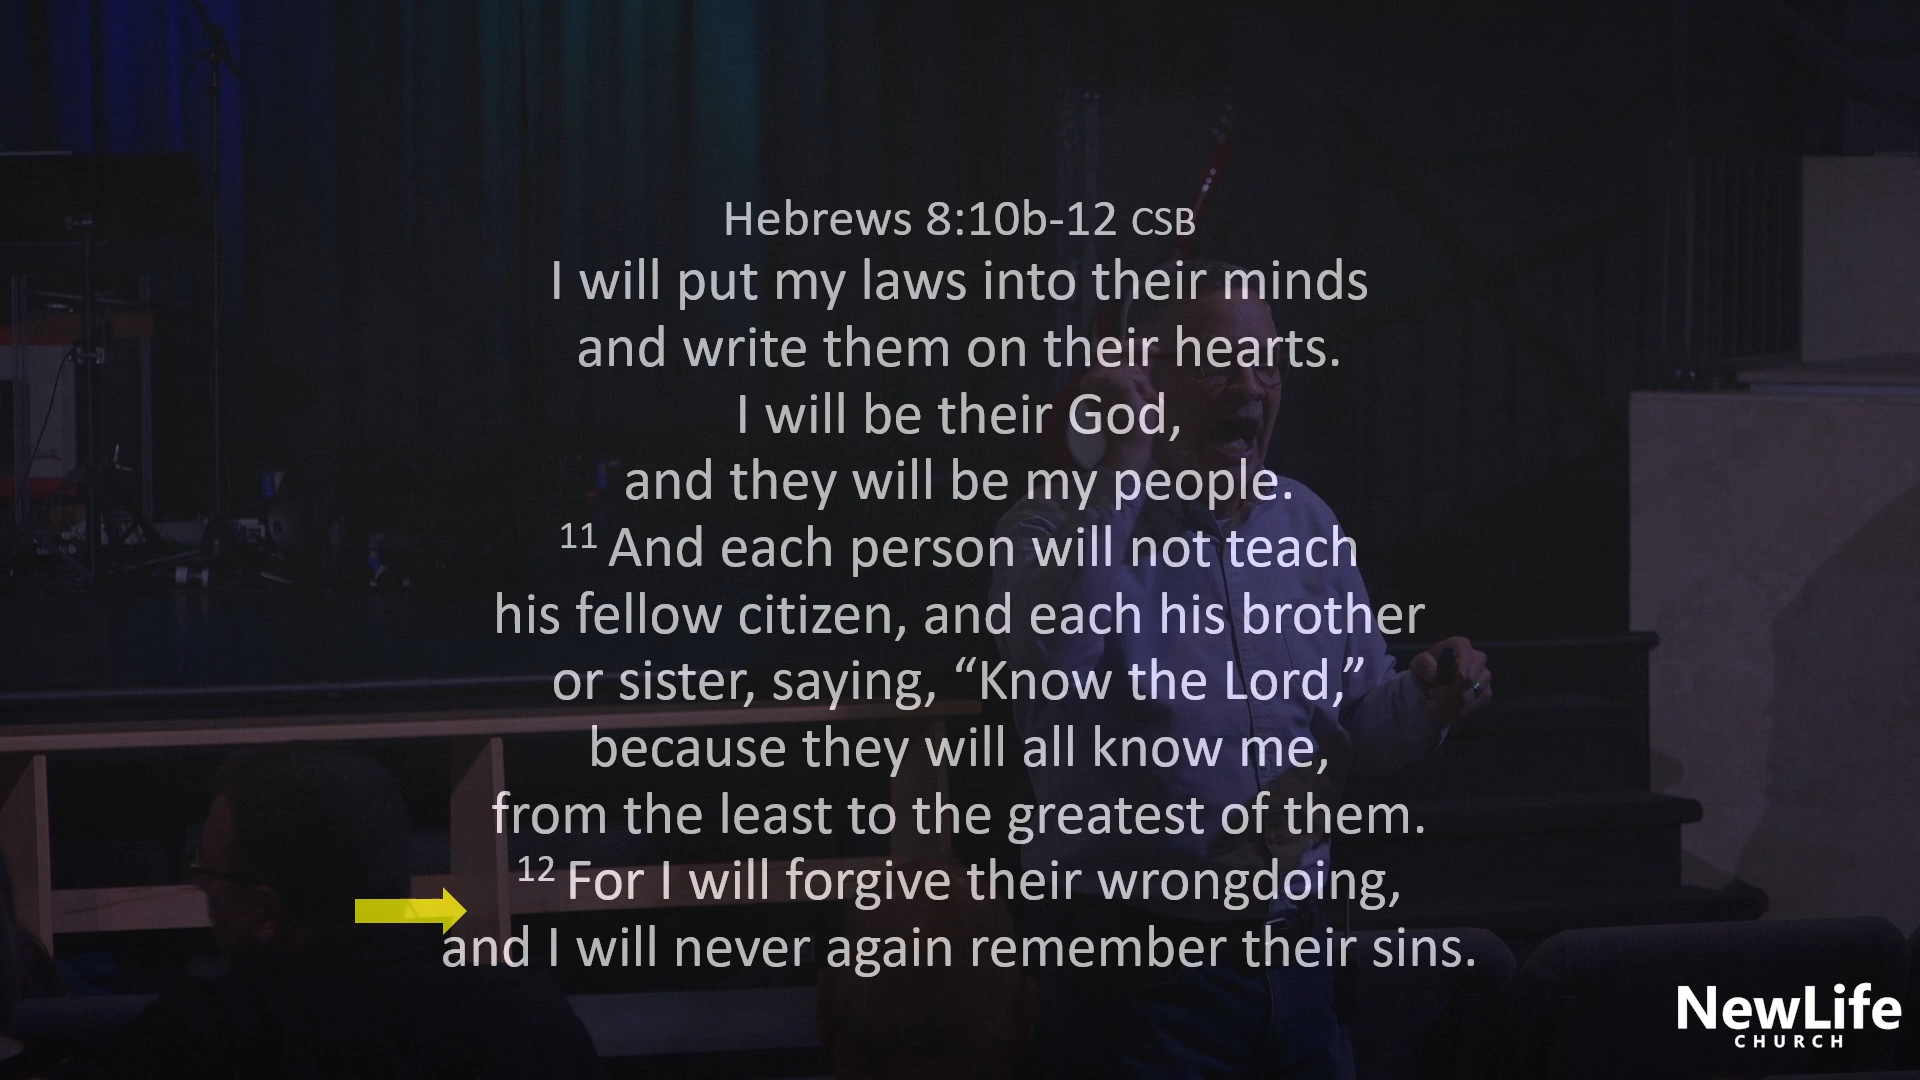 Hebrews 8:10b-12 CSB
I will put my laws into their minds
and write them on their hearts.
I will be their God,
and they will be my people.
11 And each person will not teach
his fellow citizen, and each his brother
or sister, saying, “Know the Lord,”
because they will all know me,
from the least to the greatest of them.
12 For I will forgive their wrongdoing,
and I will never again remember their sins.
NewLife
CHURCH